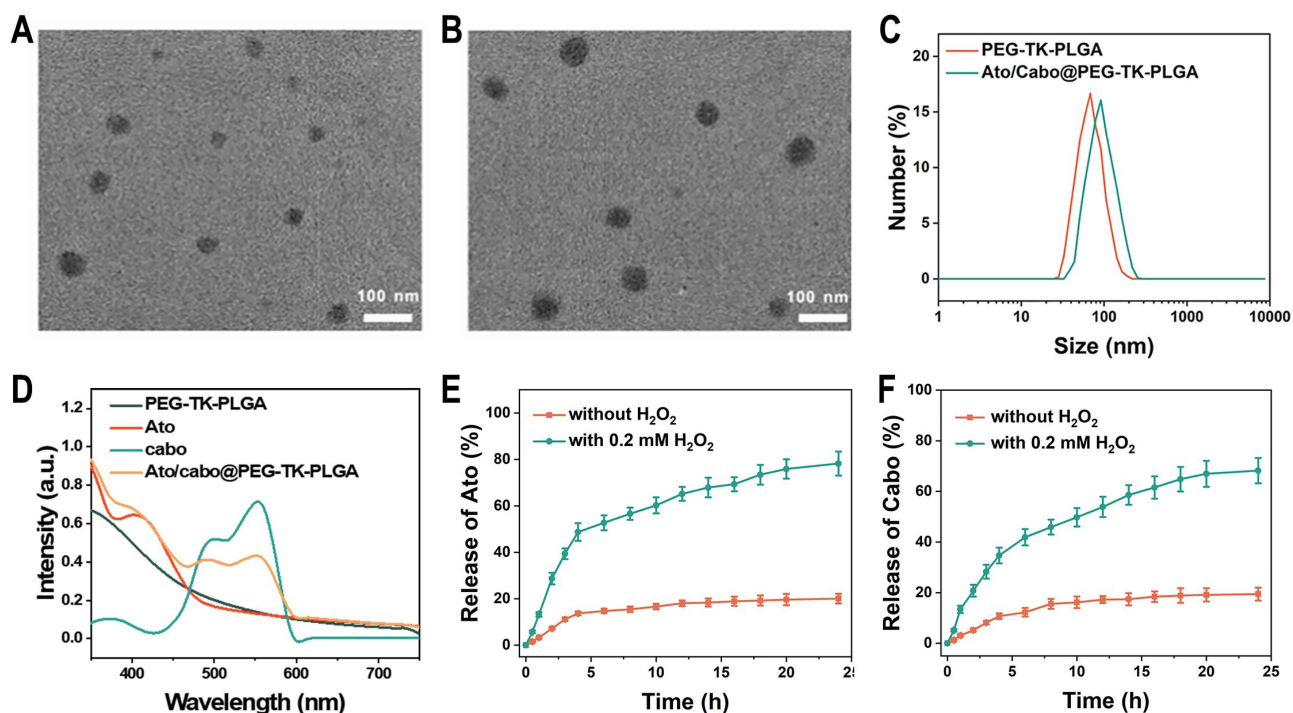 A
100 nm
B
100 nm
C
PEG-TK-PLGA
Ato/Cabo@PEG-TK-PLGA
Number (%)
20
15
10
5
0
1
10
100
1000
10000
Size (nm)
D
PEG-TK-PLGA
Ato
cabo
Ato/cabo@PEG-TK-PLGA
Intensity (a.u.)
1.2
1.0
0.8
0.6
0.4
0.2
0.0
400
500
600
700
Wavelength (nm)
E
without H₂O₂
with 0.2 mM H₂O₂
Release of Ato (%)
100
80
60
40
20
0
0
5
10
15
20
25
Time (h)
F
without H₂O₂
with 0.2 mM H₂O₂
Release of Cabo (%)
100
80
60
40
20
0
0
5
10
15
20
25
Time (h)